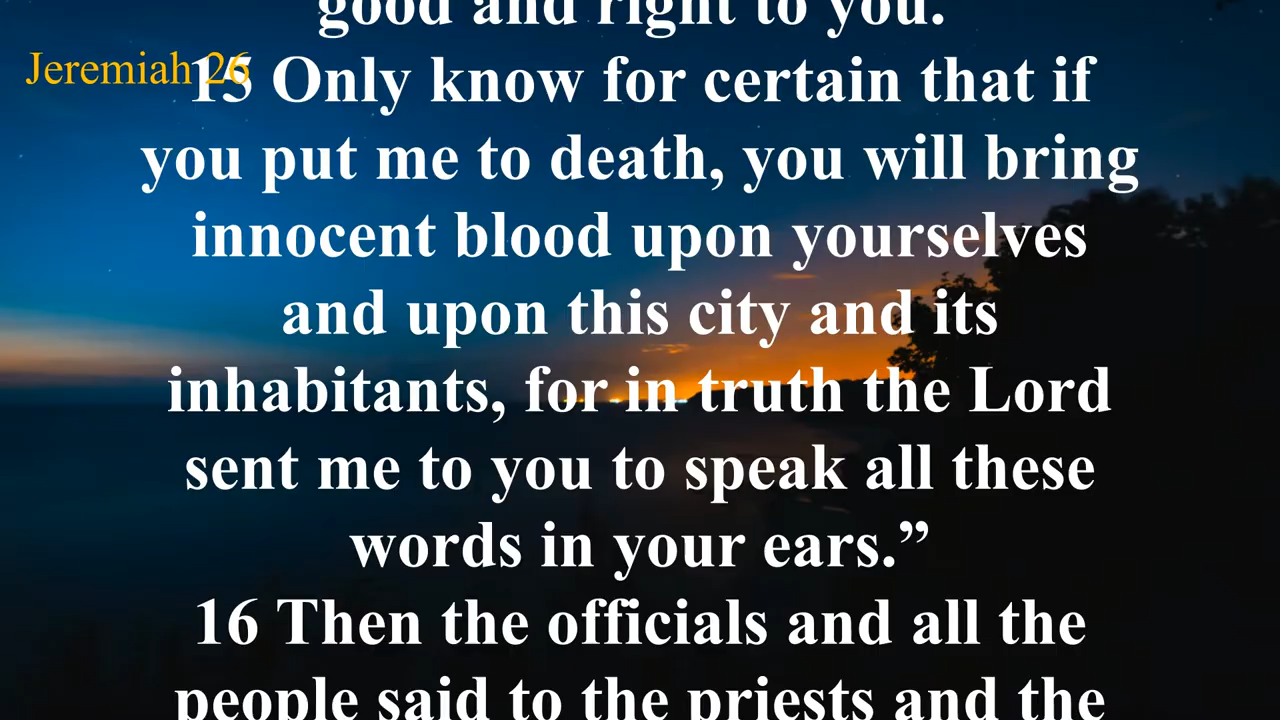 good and right to you.
Jeremiah 26
15 Only know for certain that if
you put me to death, you will bring
innocent blood upon yourselves
and upon this city and its
inhabitants, for in truth the Lord
sent me to you to speak all these
words in your ears.”
16 Then the officials and all the
people said to the priests and the